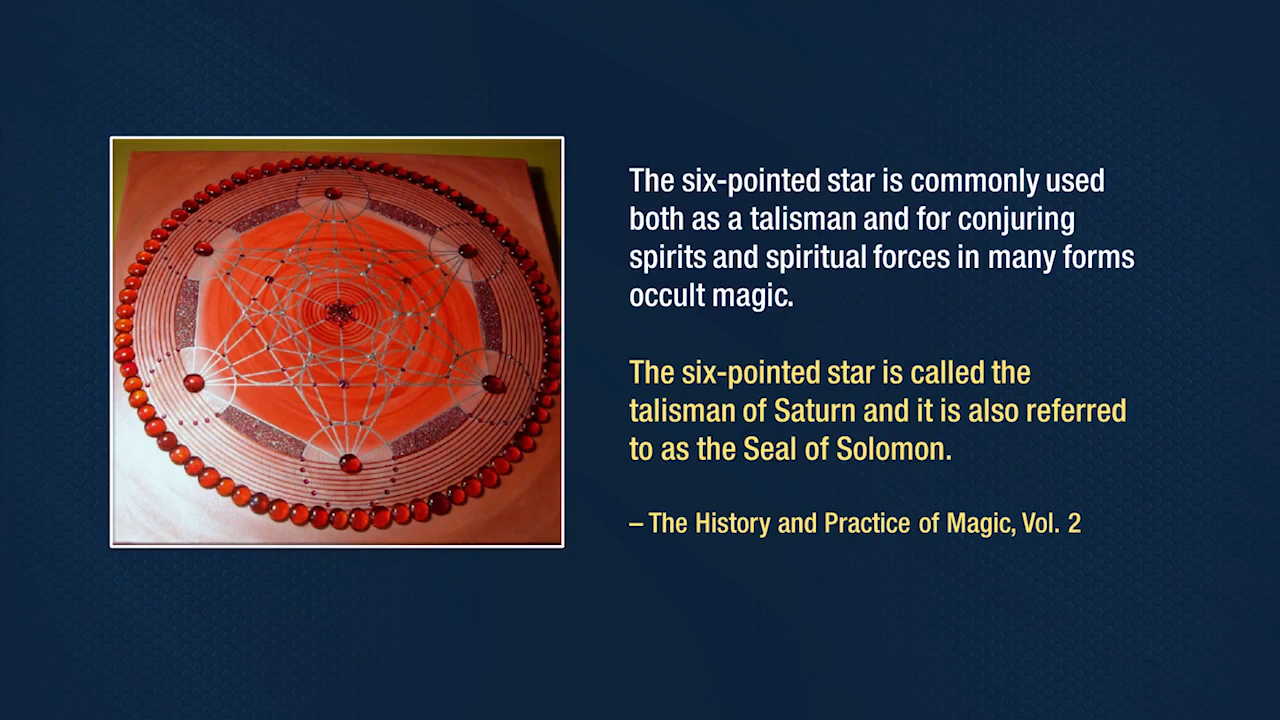 The six-pointed star is commonly used
both as a talisman and for conjuring
spirits and spiritual forces in many forms
occult magic.
The six-pointed star is called the
talisman of Saturn and it is also referred
to as the Seal of Solomon.
– The History and Practice of Magic, Vol. 2